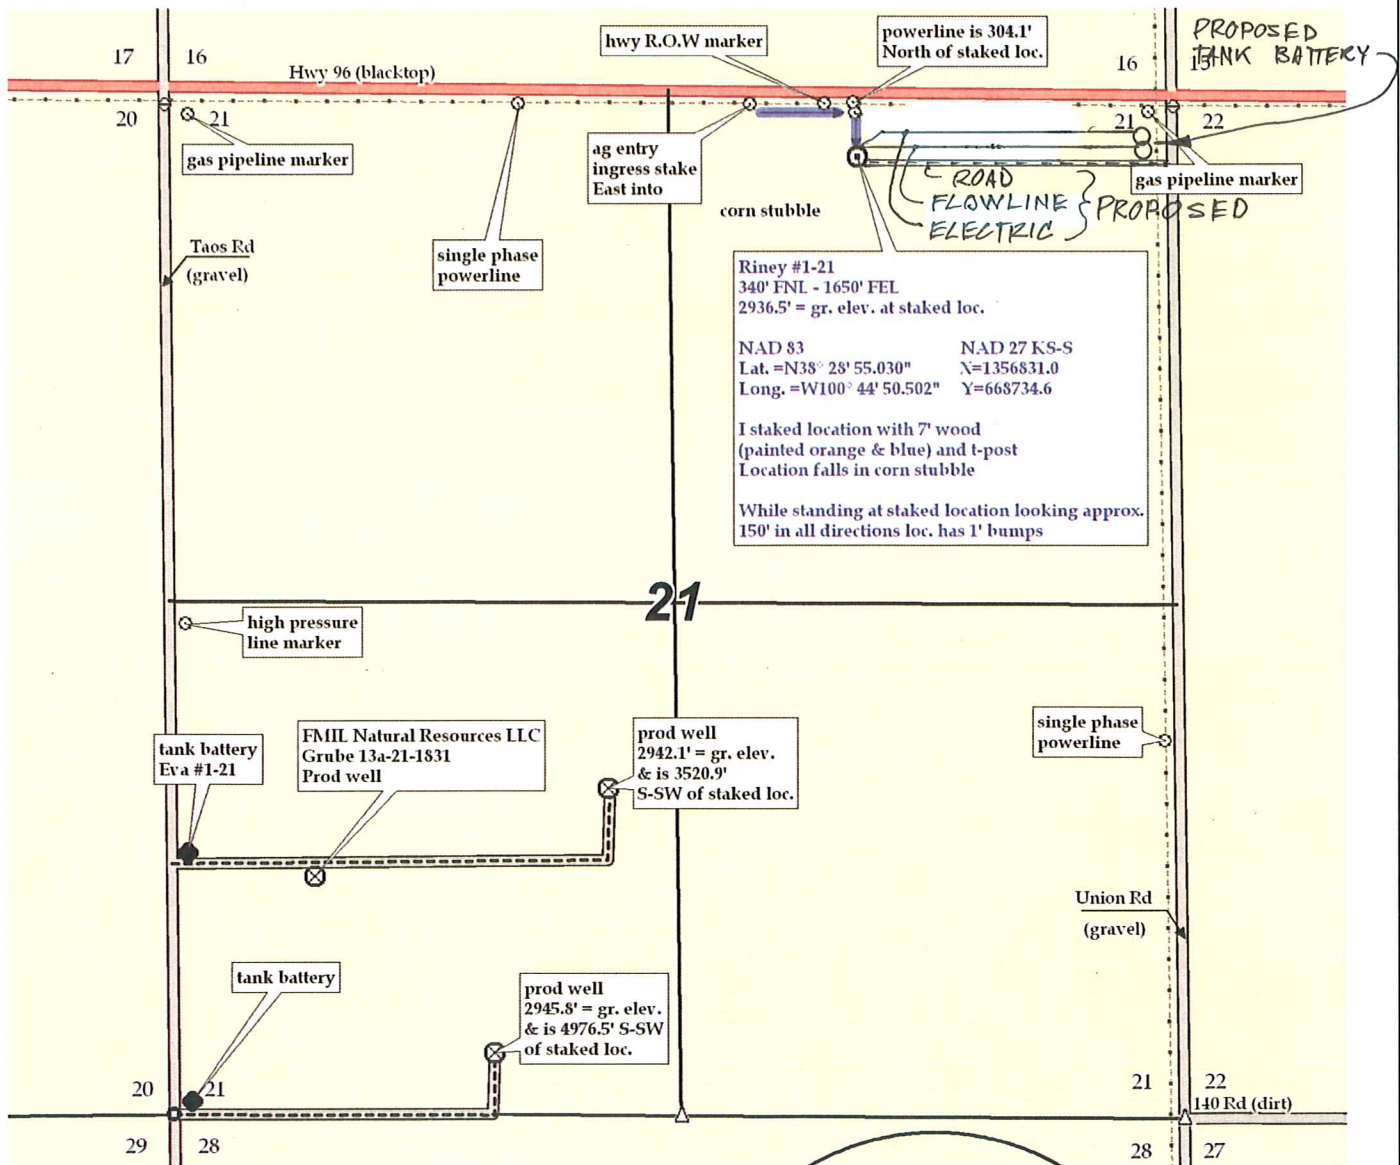 17
16
Hwy 96 (blacktop)
hwy R.O.W marker
powerline is 304.1'
North of staked loc.
16
15
PROPOSED
TANK BATTERY
20
21
gas pipeline marker
ag entry
ingress stake
East into
21
22
gas pipeline marker
ROAD
FLOWLINE
ELECTRIC
PROPOSED
corn stubble
Taos Rd
(gravel)
single phase
powerline
Riney #1-21
340' FNL - 1650' FEL
2936.5' = gr. elev. at staked loc.
NAD 83
NAD 27 KS-S
Lat. =N38° 28' 55.030"
X=1356831.0
Long. =W100° 44' 50.502"
Y=668734.6
I staked location with 7' wood
(painted orange & blue) and t-post
Location falls in corn stubble
While standing at staked location looking approx.
150' in all directions loc. has 1' bumps
21
high pressure
line marker
tank battery
Eva #1-21
FMIL Natural Resources LLC
Grube 13a-21-1831
Prod well
prod well
2942.1' = gr. elev.
& is 3520.9'
S-SW of staked loc.
single phase
powerline
Union Rd
(gravel)
tank battery
prod well
2945.8' = gr. elev.
& is 4976.5' S-SW
of staked loc.
20
21
21
22
140 Rd (dirt)
29
28
28
27